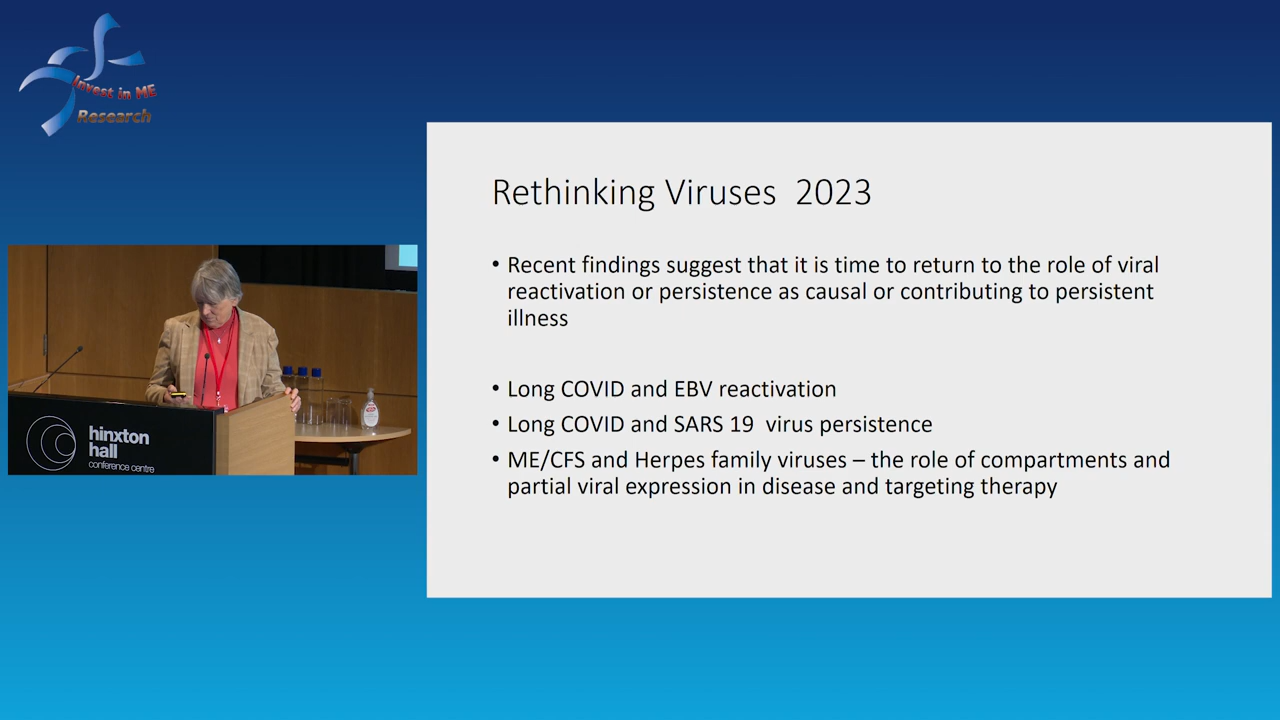 Invest in ME
Research
Rethinking Viruses 2023
• Recent findings suggest that it is time to return to the role of viral
reactivation or persistence as causal or contributing to persistent
illness
• Long COVID and EBV reactivation
• Long COVID and SARS 19 virus persistence
• ME/CFS and Herpes family viruses – the role of compartments and
partial viral expression in disease and targeting therapy
hinxton
hall
conference centre